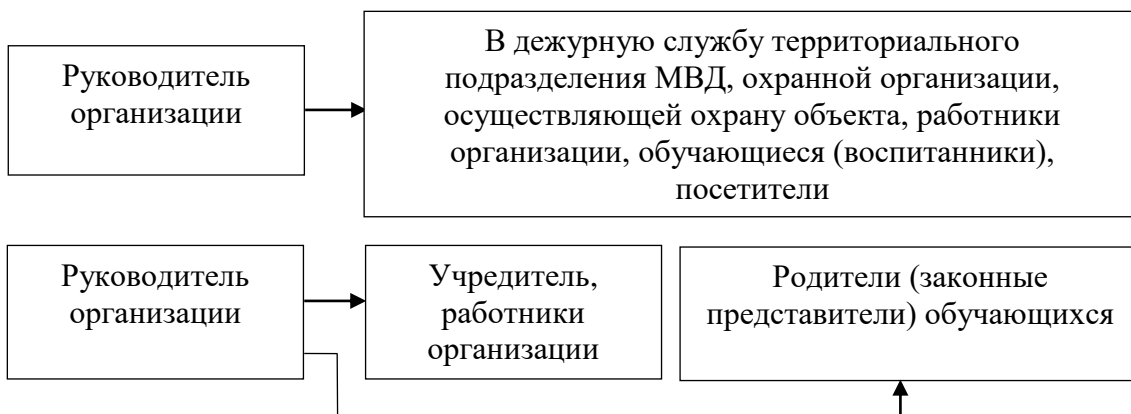 Руководитель
организации
В дежурную службу территориального
подразделения МВД, охранной организации,
осуществляющей охрану объекта, работники
организации, обучающиеся (воспитанники),
посетители
Руководитель
организации
Учредитель,
работники
организации
Родители (законные
представители) обучающихся